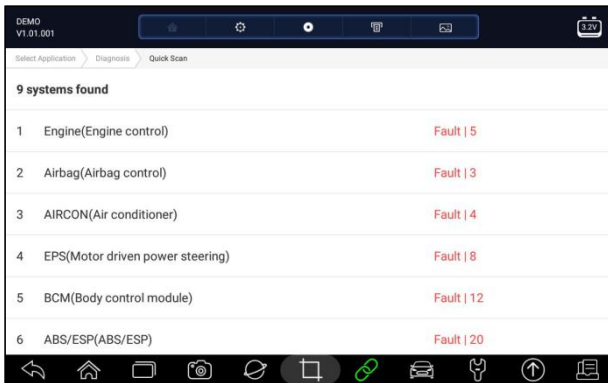 DEMO
V1.01.001
3.2V
Select Application Diagnosis Quick Scan
9 systems found
1 Engine(Engine control) Fault | 5
2 Airbag(Airbag control) Fault | 3
3 AIRCON(Air conditioner) Fault | 4
4 EPS(Motor driven power steering) Fault | 8
5 BCM(Body control module) Fault | 12
6 ABS/ESP(ABS/ESP) Fault | 20